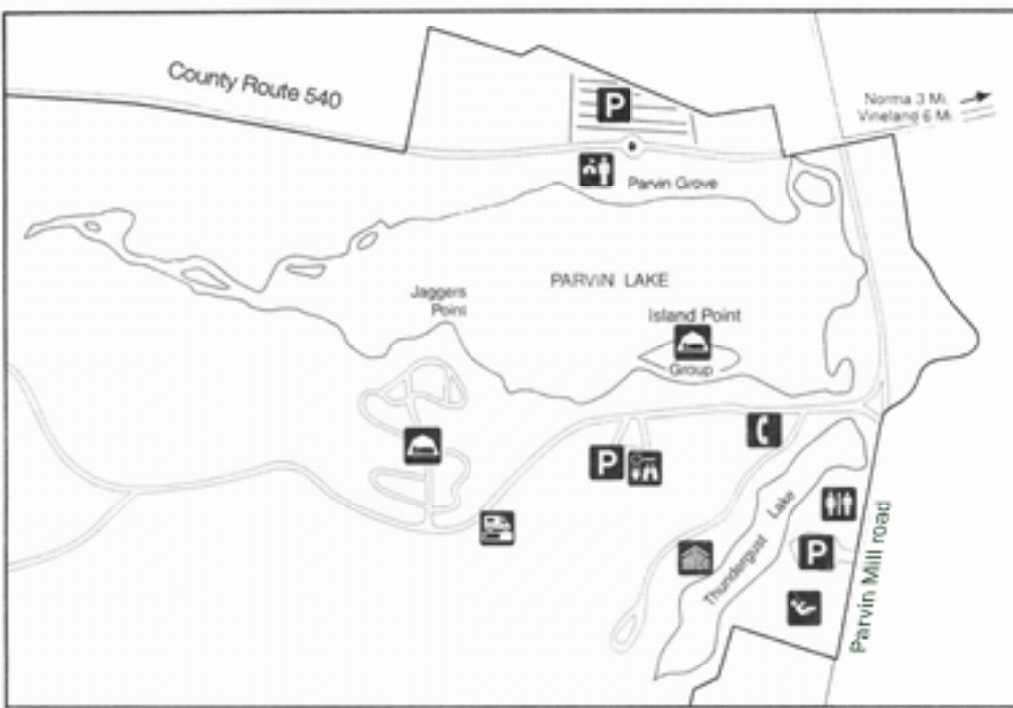 County Route 540
P
Norma 3 Mi.
Vineland 6 Mi.
Parvin Grove
PARVIN LAKE
Jaggers
Point
Island Point
Group
P
Thundergust Lake
P
Parvin Mill road